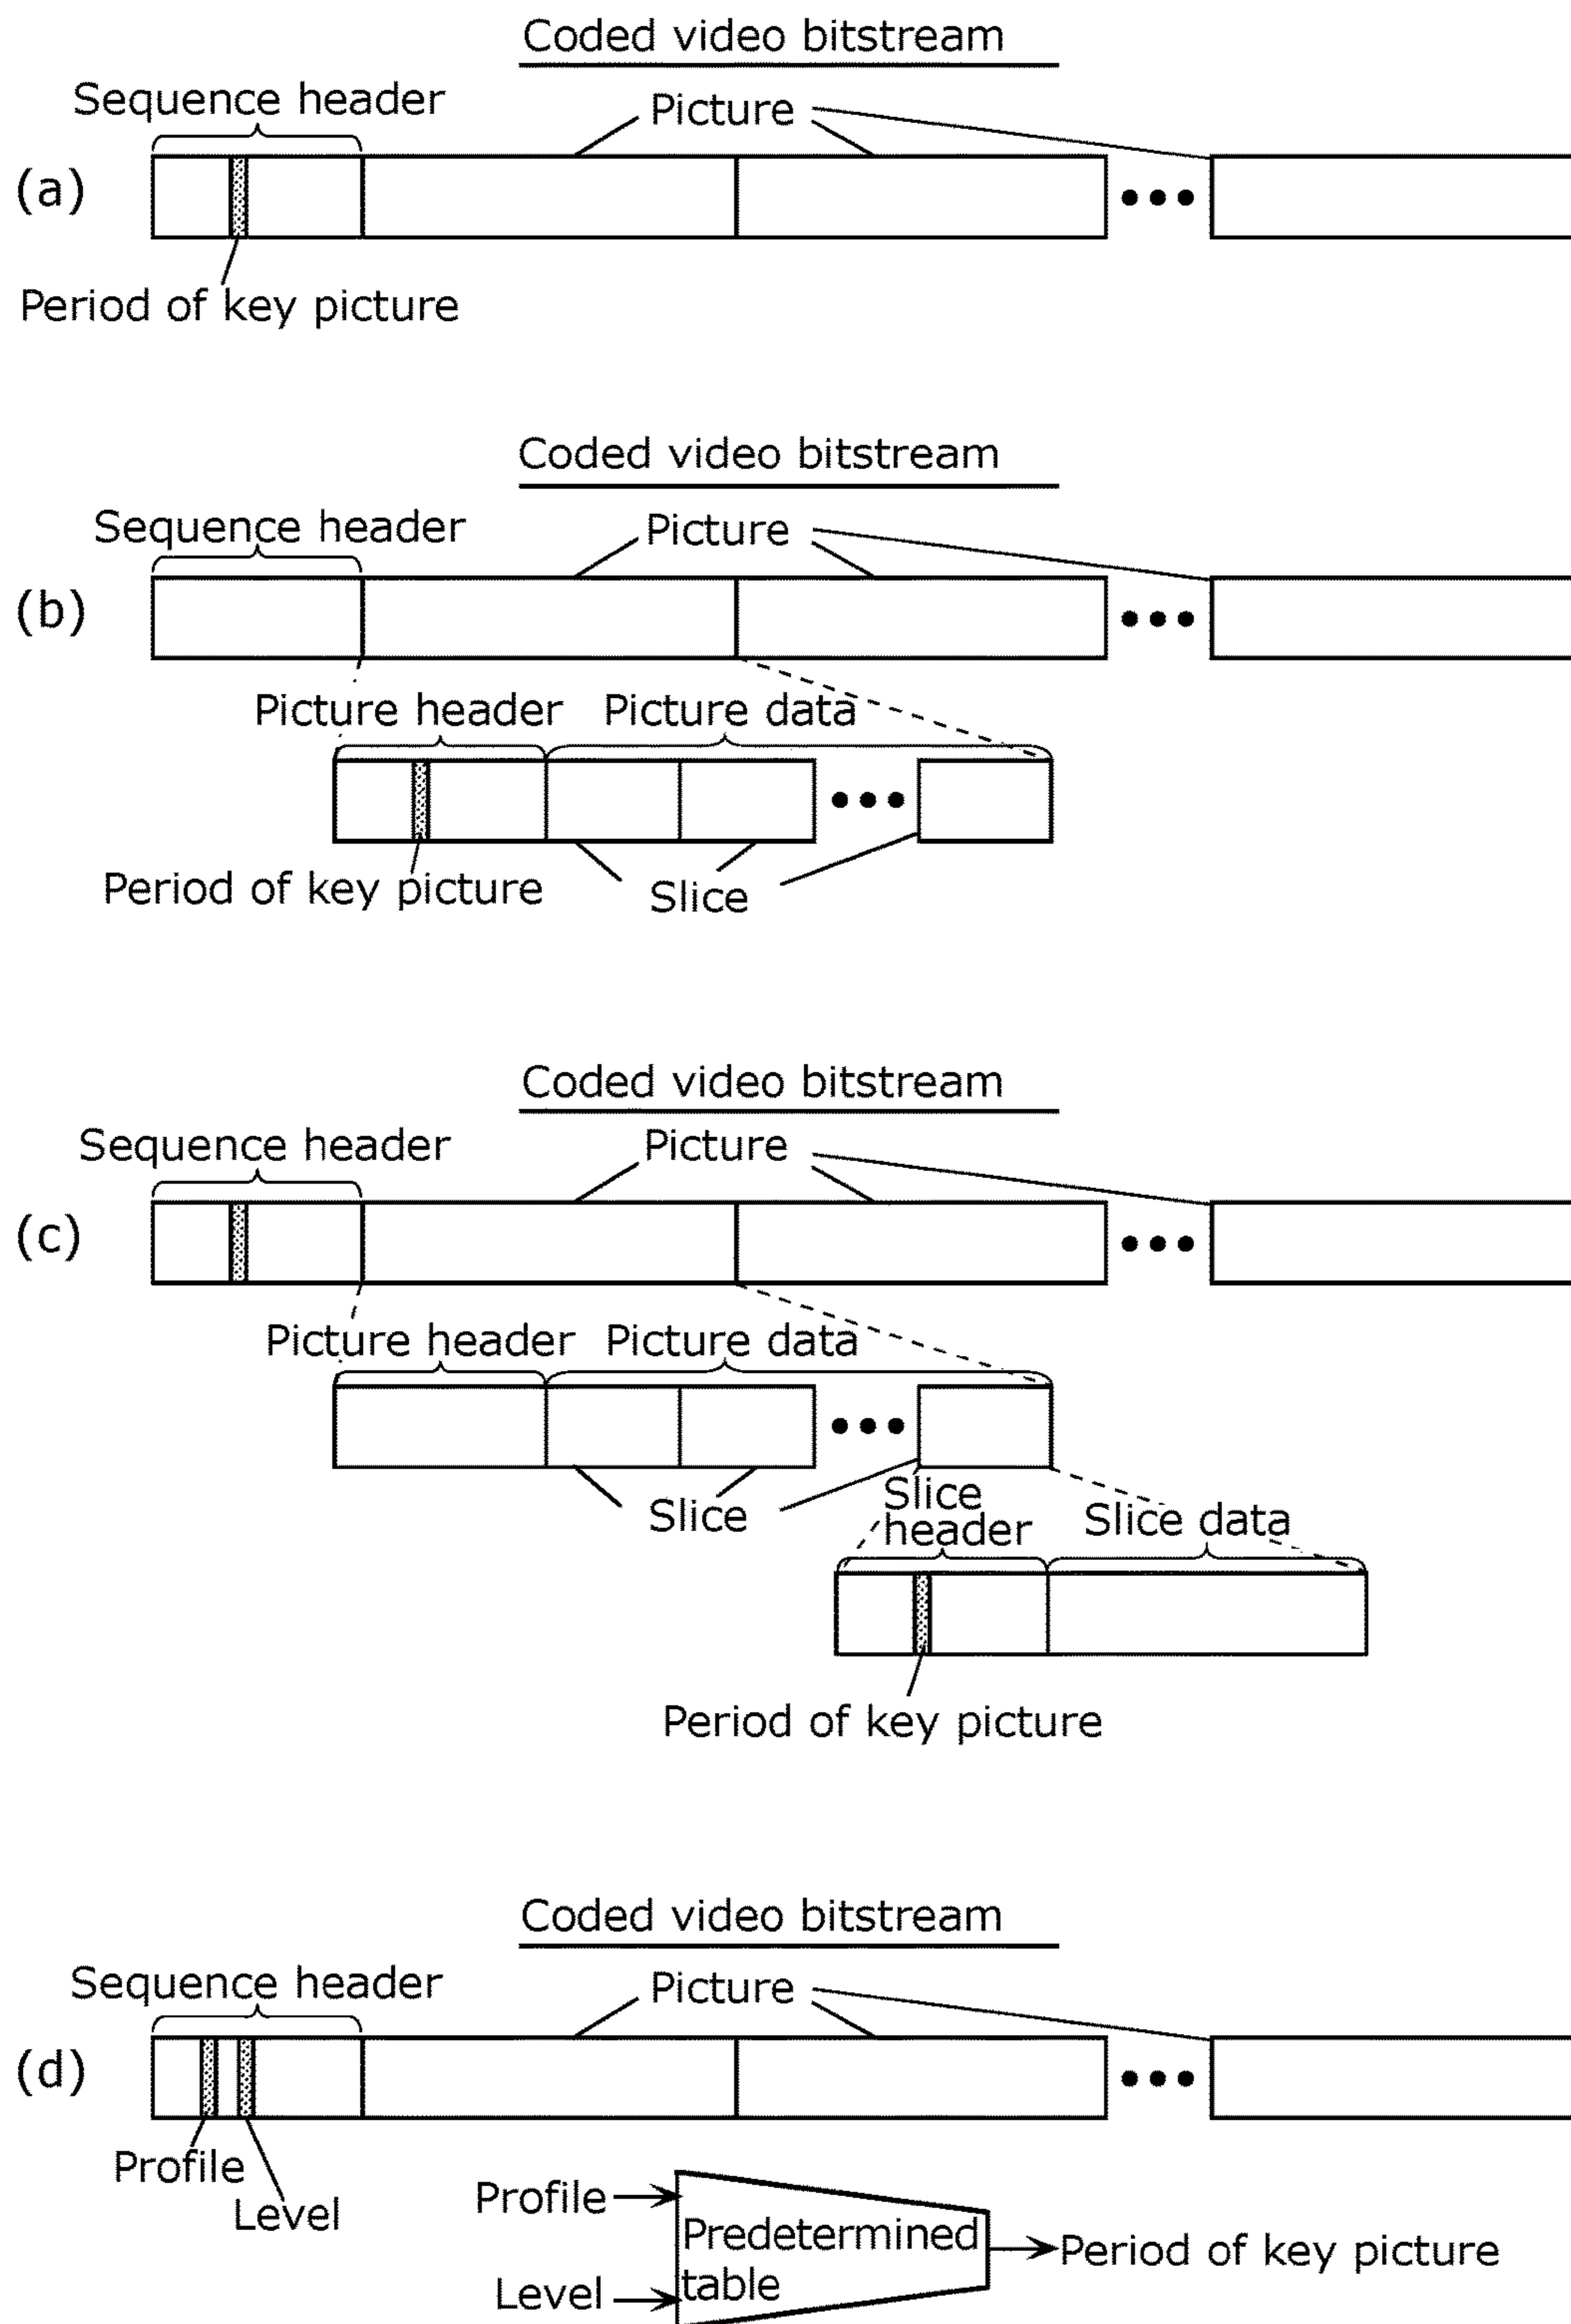 Coded video bitstream
Sequence header
Picture
(a)
Period of key picture
Coded video bitstream
Sequence header
Picture
(b)
Picture header
Picture data
Period of key picture
Slice
Coded video bitstream
Sequence header
Picture
(c)
Picture header
Picture data
Slice
Slice
header
Slice data
Period of key picture
Coded video bitstream
Sequence header
Picture
(d)
Profile
Level
Profile
Predetermined
table
Level
Period of key picture